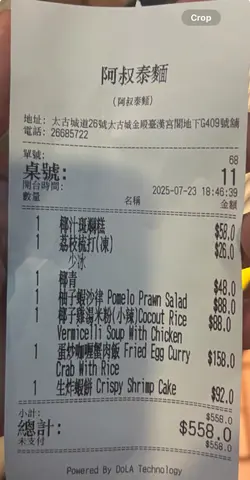 Crop
阿叔泰麵
(阿叔泰麵)
地址: 太古城道26號太古城金殿臺漢宮閣地下G409號舖
電話: 26685722
單號: 68
桌號: 11
開台時間: 2025-07-23 18:46:39
數量 名稱 金額
1 椰汁斑斕糕 $58.0
1 荔枝梳打(凍) $26.0
少冰
1 椰青 $48.0
1 柚子蝦沙律 Pomelo Prawn Salad $88.0
1 椰子雞湯米粉(小辣)Cocout Rice $88.0
Vermicelli Soup With Chicken
1 蛋炒咖喱蟹肉飯 Fried Egg Curry $158.0
Crab With Rice
1 生炸蝦餅 Crispy Shrimp Cake $92.0
小計: $558.0
總計: $558.0
未支付 $558.0
Powered By DoLA Technology